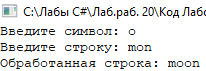 C:\Лабы C#\Лаб.раб. 20\Код Лабо
Введите символ: o
Введите строку: mon
Обработанная строка: moon